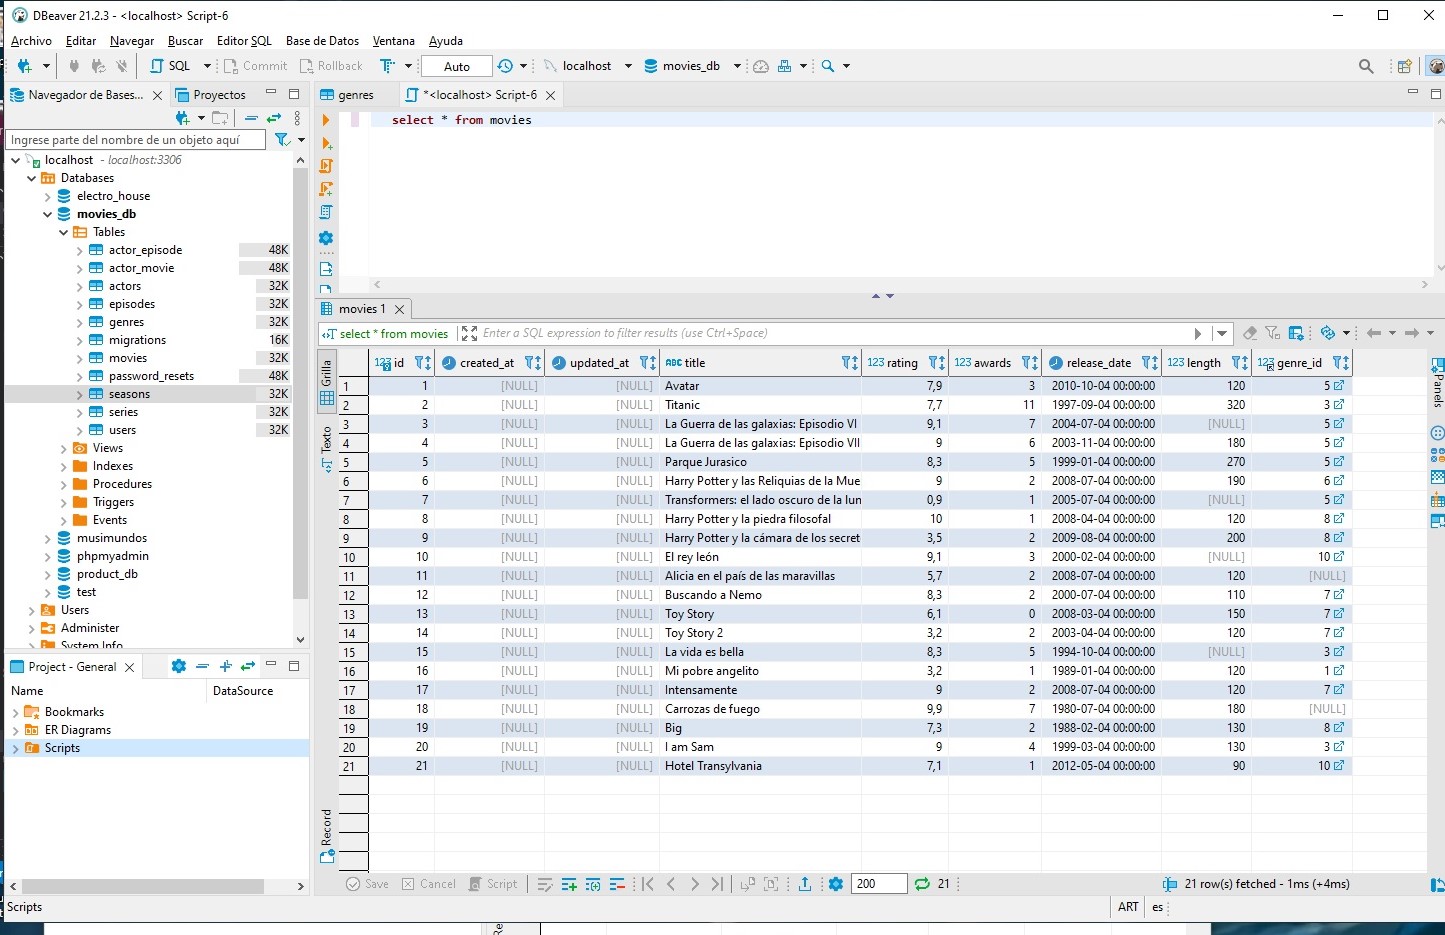 DBeaver 21.2.3 - <localhost> Script-6
Archivo Editar Navegar Buscar Editor SQL Base de Datos Ventana Ayuda
SQL Commit Rollback Auto localhost movies_db
Navegador de Bases... Proyectos
Ingrese parte del nombre de un objeto aquí
localhost - localhost:3306
Databases
electro_house
movies_db
Tables
actor_episode 48K
actor_movie 48K
actors 32K
episodes 32K
genres 32K
migrations 16K
movies 32K
password_resets 48K
seasons 32K
series 32K
users 32K
Views
Indexes
Procedures
Triggers
Events
musimundos
phpmyadmin
product_db
test
Users
Administer
System Info
Project - General
Name DataSource
Bookmarks
ER Diagrams
Scripts
genres *<localhost> Script-6
select * from movies
movies 1
select * from movies Enter a SQL expression to filter results (use Ctrl+Space)
Grilla
Texto
Record
Panels
123 id created_at updated_at ABC title 123 rating 123 awards release_date 123 length 123 genre_id
1 1 [NULL] [NULL] Avatar 7,9 3 2010-10-04 00:00:00 120 5
2 2 [NULL] [NULL] Titanic 7,7 11 1997-09-04 00:00:00 320 3
3 3 [NULL] [NULL] La Guerra de las galaxias: Episodio VI 9,1 7 2004-07-04 00:00:00 [NULL] 5
4 4 [NULL] [NULL] La Guerra de las galaxias: Episodio VII 9 6 2003-11-04 00:00:00 180 5
5 5 [NULL] [NULL] Parque Jurasico 8,3 5 1999-01-04 00:00:00 270 5
6 6 [NULL] [NULL] Harry Potter y las Reliquias de la Mue 9 2 2008-07-04 00:00:00 190 6
7 7 [NULL] [NULL] Transformers: el lado oscuro de la lun 0,9 1 2005-07-04 00:00:00 [NULL] 5
8 8 [NULL] [NULL] Harry Potter y la piedra filosofal 10 1 2008-04-04 00:00:00 120 8
9 9 [NULL] [NULL] Harry Potter y la cámara de los secret 3,5 2 2009-08-04 00:00:00 200 8
10 10 [NULL] [NULL] El rey león 9,1 3 2000-02-04 00:00:00 [NULL] 10
11 11 [NULL] [NULL] Alicia en el país de las maravillas 5,7 2 2008-07-04 00:00:00 120 [NULL]
12 12 [NULL] [NULL] Buscando a Nemo 8,3 2 2000-07-04 00:00:00 110 7
13 13 [NULL] [NULL] Toy Story 6,1 0 2008-03-04 00:00:00 150 7
14 14 [NULL] [NULL] Toy Story 2 3,2 2 2003-04-04 00:00:00 120 7
15 15 [NULL] [NULL] La vida es bella 8,3 5 1994-10-04 00:00:00 [NULL] 3
16 16 [NULL] [NULL] Mi pobre angelito 3,2 1 1989-01-04 00:00:00 120 1
17 17 [NULL] [NULL] Intensamente 9 2 2008-07-04 00:00:00 120 7
18 18 [NULL] [NULL] Carrozas de fuego 9,9 7 1980-07-04 00:00:00 180 [NULL]
19 19 [NULL] [NULL] Big 7,3 2 1988-02-04 00:00:00 130 8
20 20 [NULL] [NULL] I am Sam 9 4 1999-03-04 00:00:00 130 3
21 21 [NULL] [NULL] Hotel Transylvania 7,1 1 2012-05-04 00:00:00 90 10
Save Cancel Script 200 21 21 row(s) fetched - 1ms (+4ms)
Scripts ART es
Re